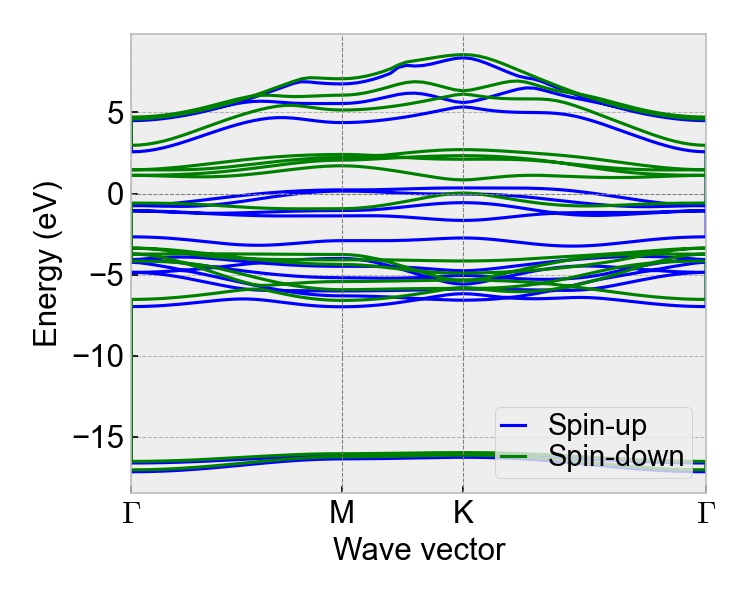 Energy (eV)
5
0
−5
−10
−15
Spin-up
Spin-down
Γ
M
K
Γ
Wave vector